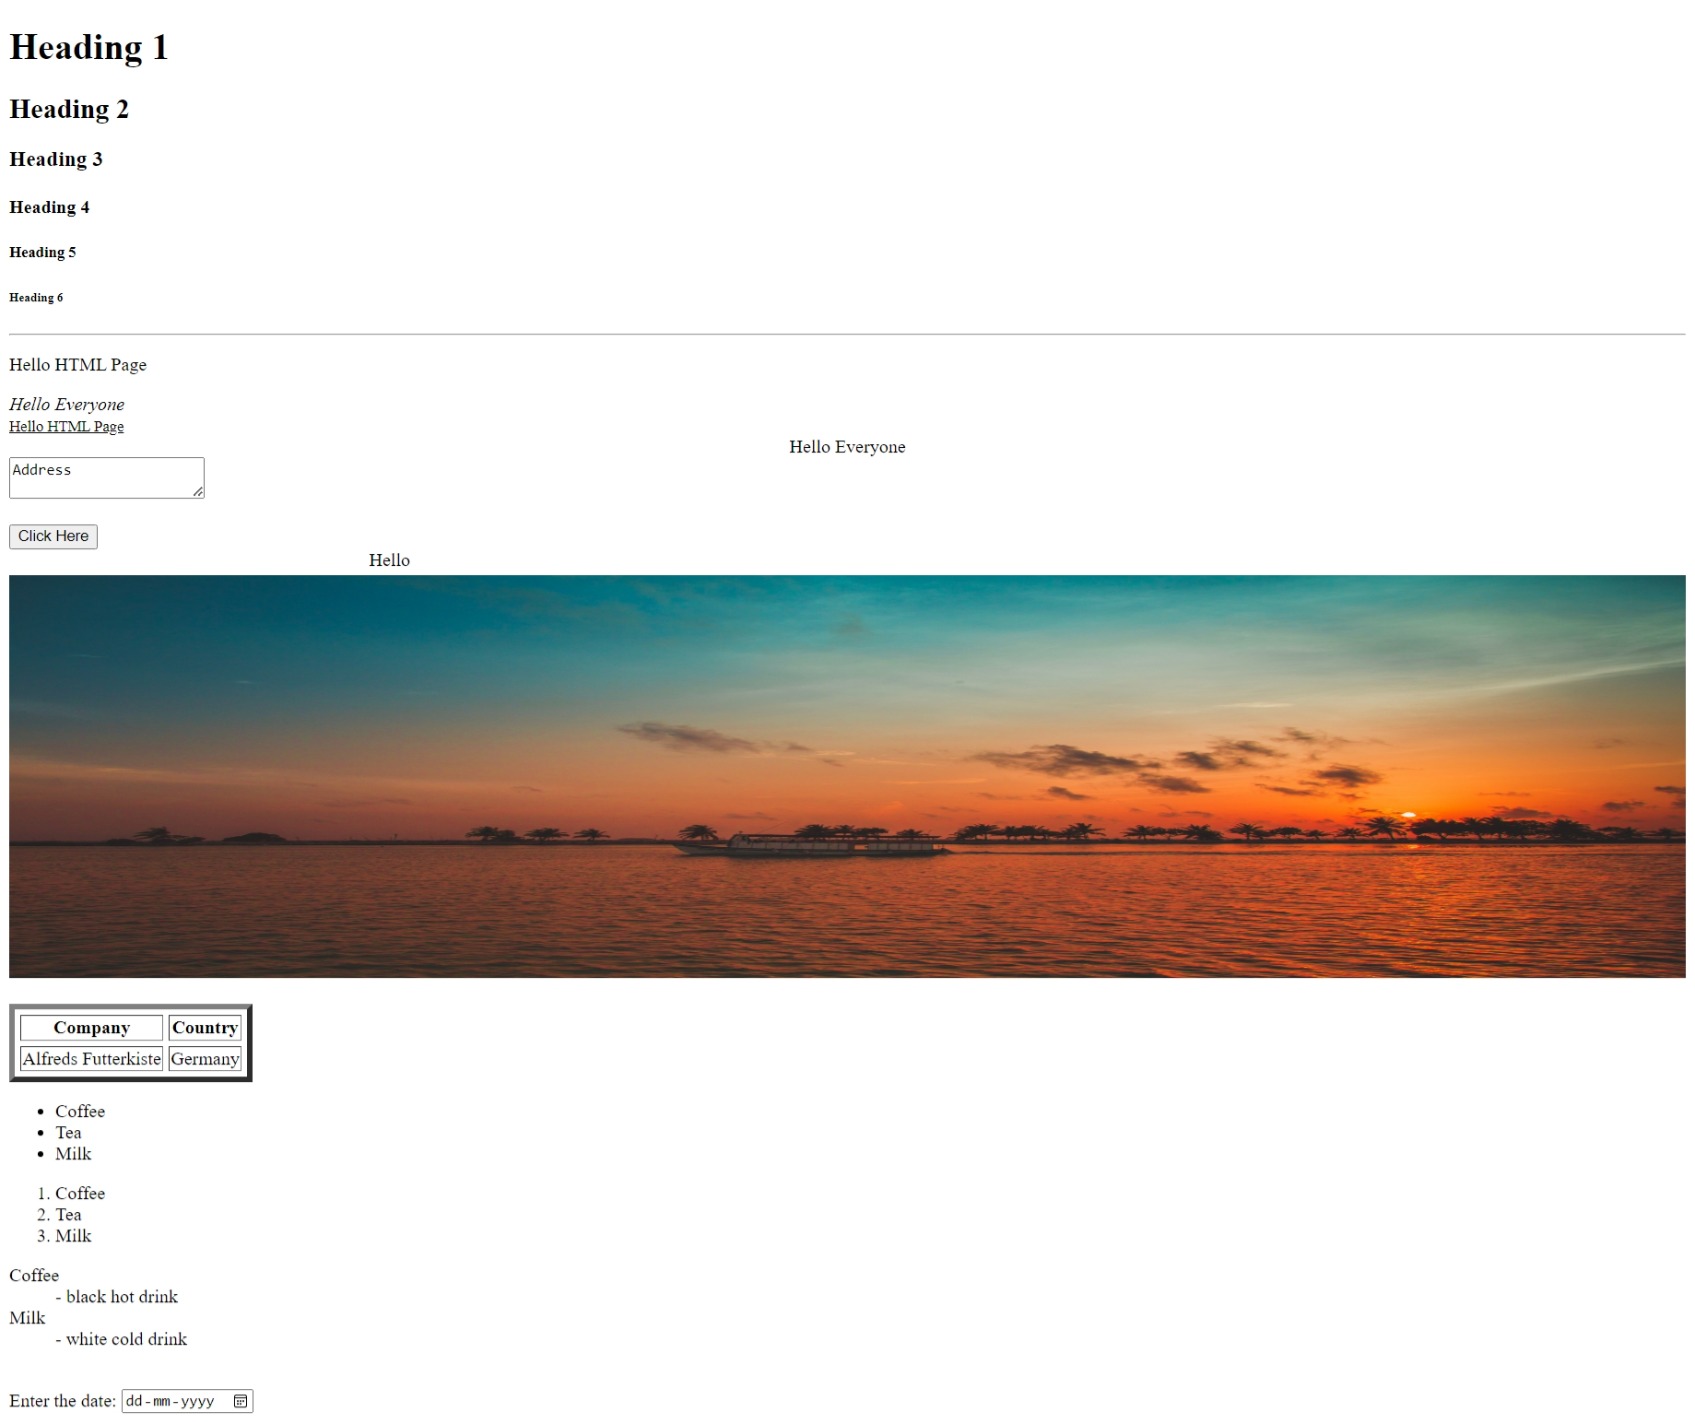 Heading 1
Heading 2
Heading 3
Heading 4
Heading 5
Heading 6
Hello HTML Page
Hello Everyone
Hello HTML Page
Hello Everyone
Address
Click Here
Hello
Company Country
Alfreds Futterkiste Germany
• Coffee
• Tea
• Milk
1. Coffee
2. Tea
3. Milk
Coffee
- black hot drink
Milk
- white cold drink
Enter the date: dd-mm-yyyy